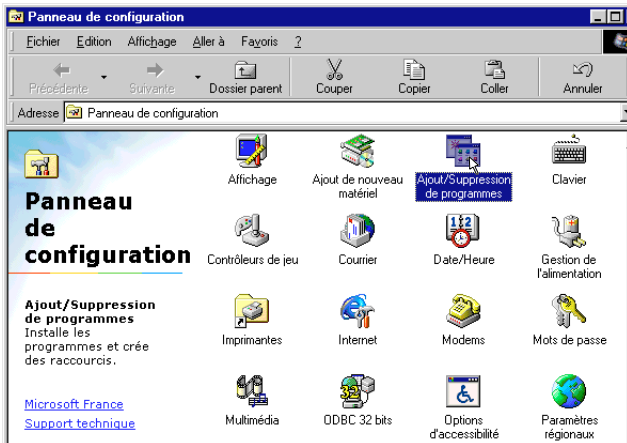 Panneau de configuration
Fichier Edition Affichage Aller à Favoris ?
Précédente Suivante Dossier parent Couper Copier Coller Annuler
Adresse Panneau de configuration
Panneau
de
configuration
Ajout/Suppression
de programmes
Installe les
programmes et crée
des raccourcis.
Microsoft France
Support technique
Affichage
Ajout de nouveau
matériel
Ajout/Suppression
de programmes
Clavier
Contrôleurs de jeu
Courrier
Date/Heure
Gestion de
l'alimentation
Imprimantes
Internet
Modems
Mots de passe
Multimédia
ODBC 32 bits
Options
d'accessibilité
Paramètres
régionaux